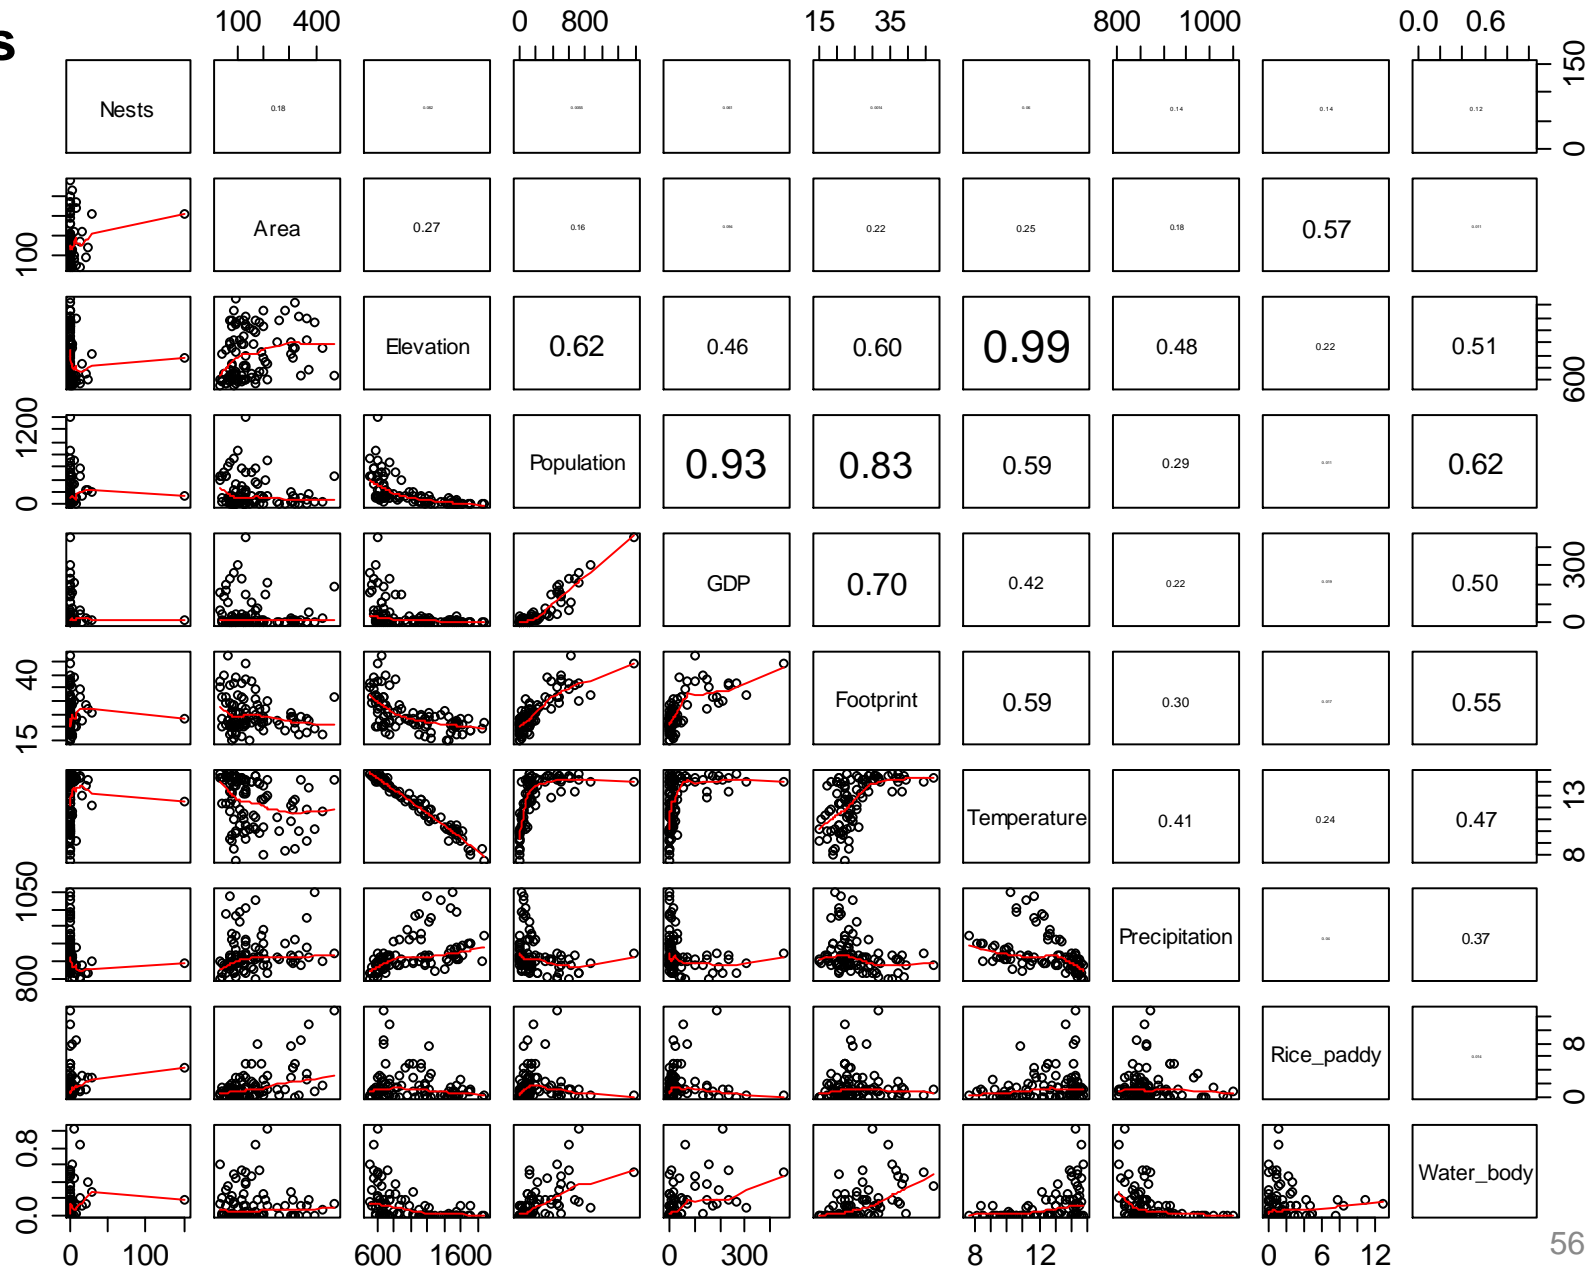 s
100 400 0 800 15 35 800 1000 0.0 0.6
Nests 0.18 0.14 0.14 0.12 0 150
100 Area 0.27 0.16 0.22 0.25 0.18 0.57
Elevation 0.62 0.46 0.60 0.99 0.48 0.22 0.51 600
0 1200 Population 0.93 0.83 0.59 0.29 0.62
GDP 0.70 0.42 0.22 0.50 0 300
15 40 Footprint 0.59 0.30 0.55
Temperature 0.41 0.24 0.47 8 13
800 1050 Precipitation 0.37
Rice_paddy 0 8
0.0 0.8 Water_body
0 100 600 1600 0 300 8 12 0 6 12
56